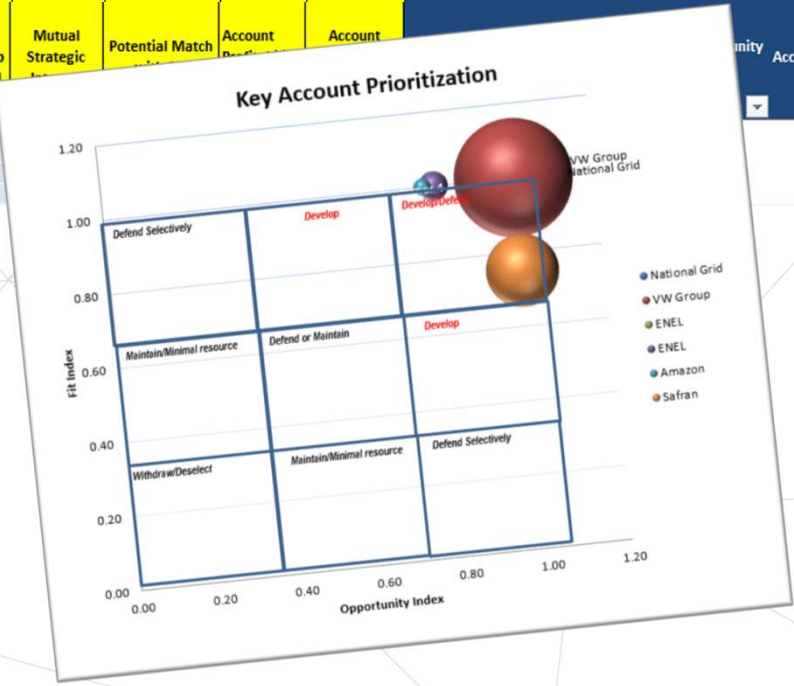 Mutual
Strategic
Potential Match
Account
Account
Key Account Prioritization
1.20
1.00
0.80
0.60
0.40
0.20
0.00
Fit Index
VW Group
National Grid
Defend Selectively
Develop
Develop/Defend
Maintain/Minimal resource
Defend or Maintain
Develop
Withdraw/Deselect
Maintain/Minimal resource
Defend Selectively
National Grid
VW Group
ENEL
ENEL
Amazon
Safran
0.00
0.20
0.40
0.60
0.80
1.00
1.20
Opportunity Index